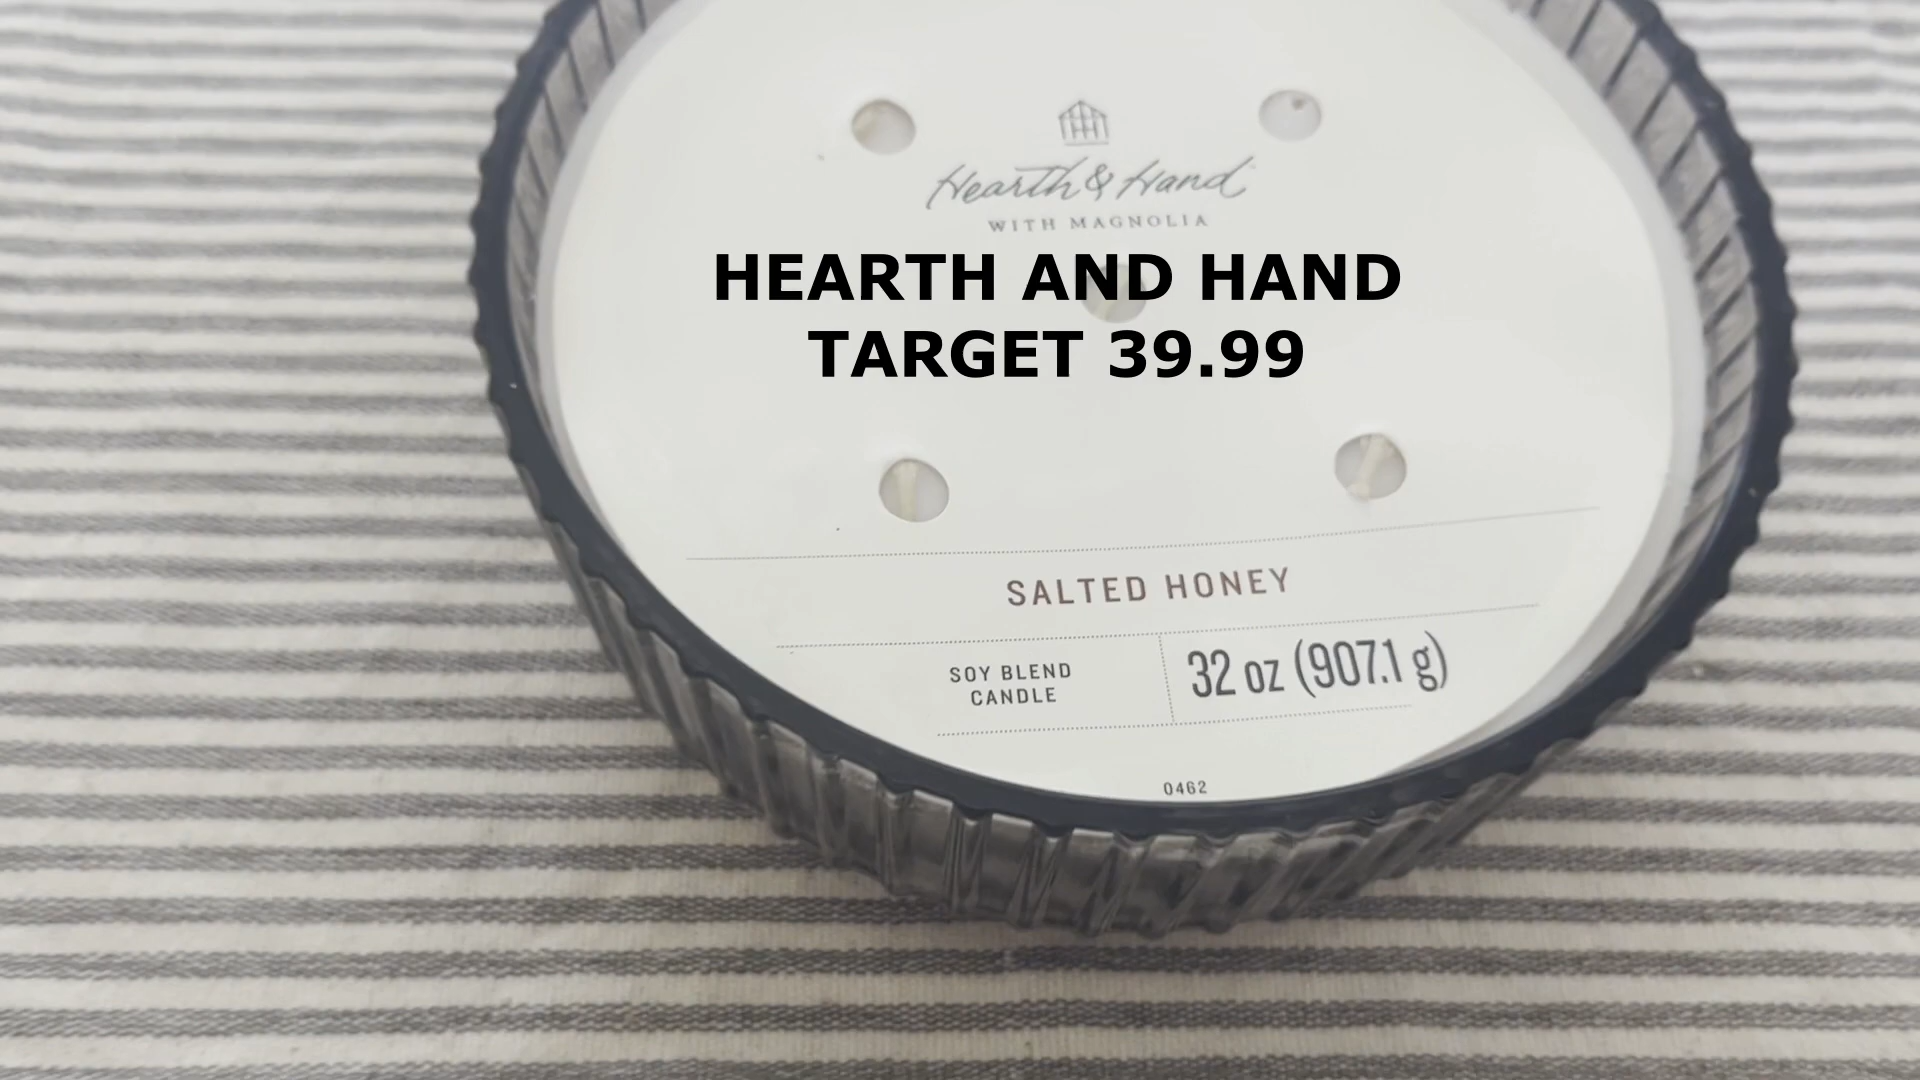 Hearth & Hand
WITH MAGNOLIA
HEARTH AND HAND
TARGET 39.99
SALTED HONEY
SOY BLEND
CANDLE
32 oz (907.1 g)
0462